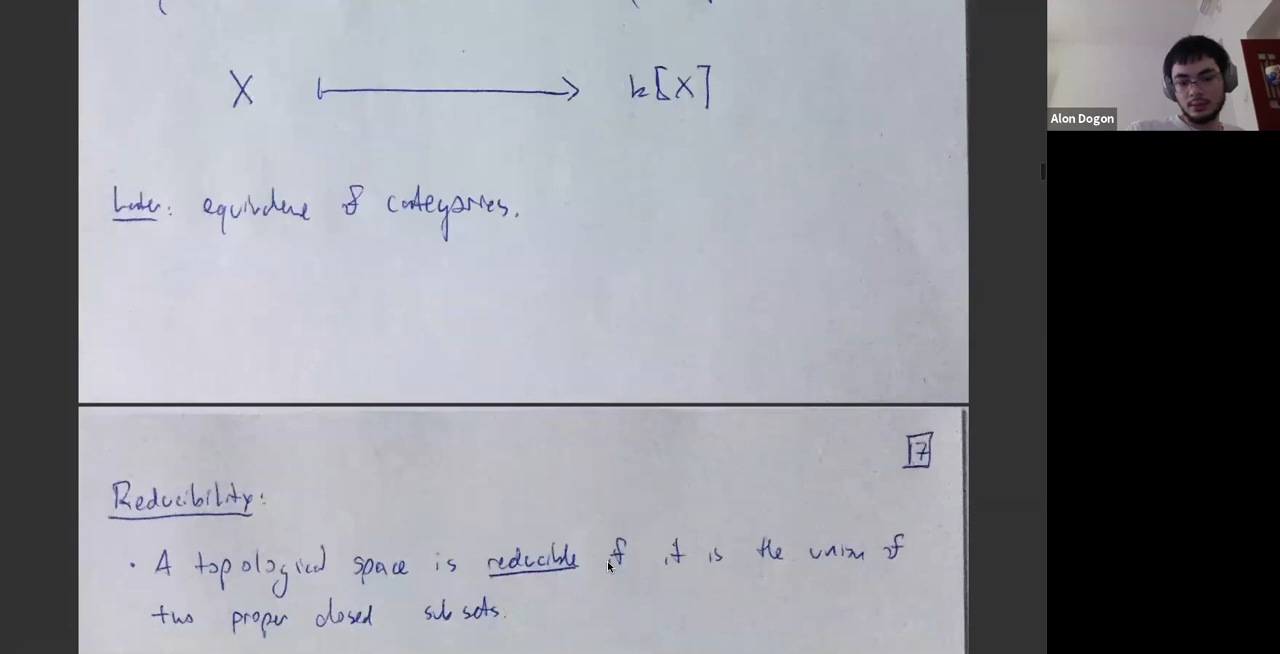 X ⟼ k[X]
Later: equivalence of categories.
7
Reducibility:
· A topological space is reducible if it is the union of
two proper closed subsets.
Alon Dogon